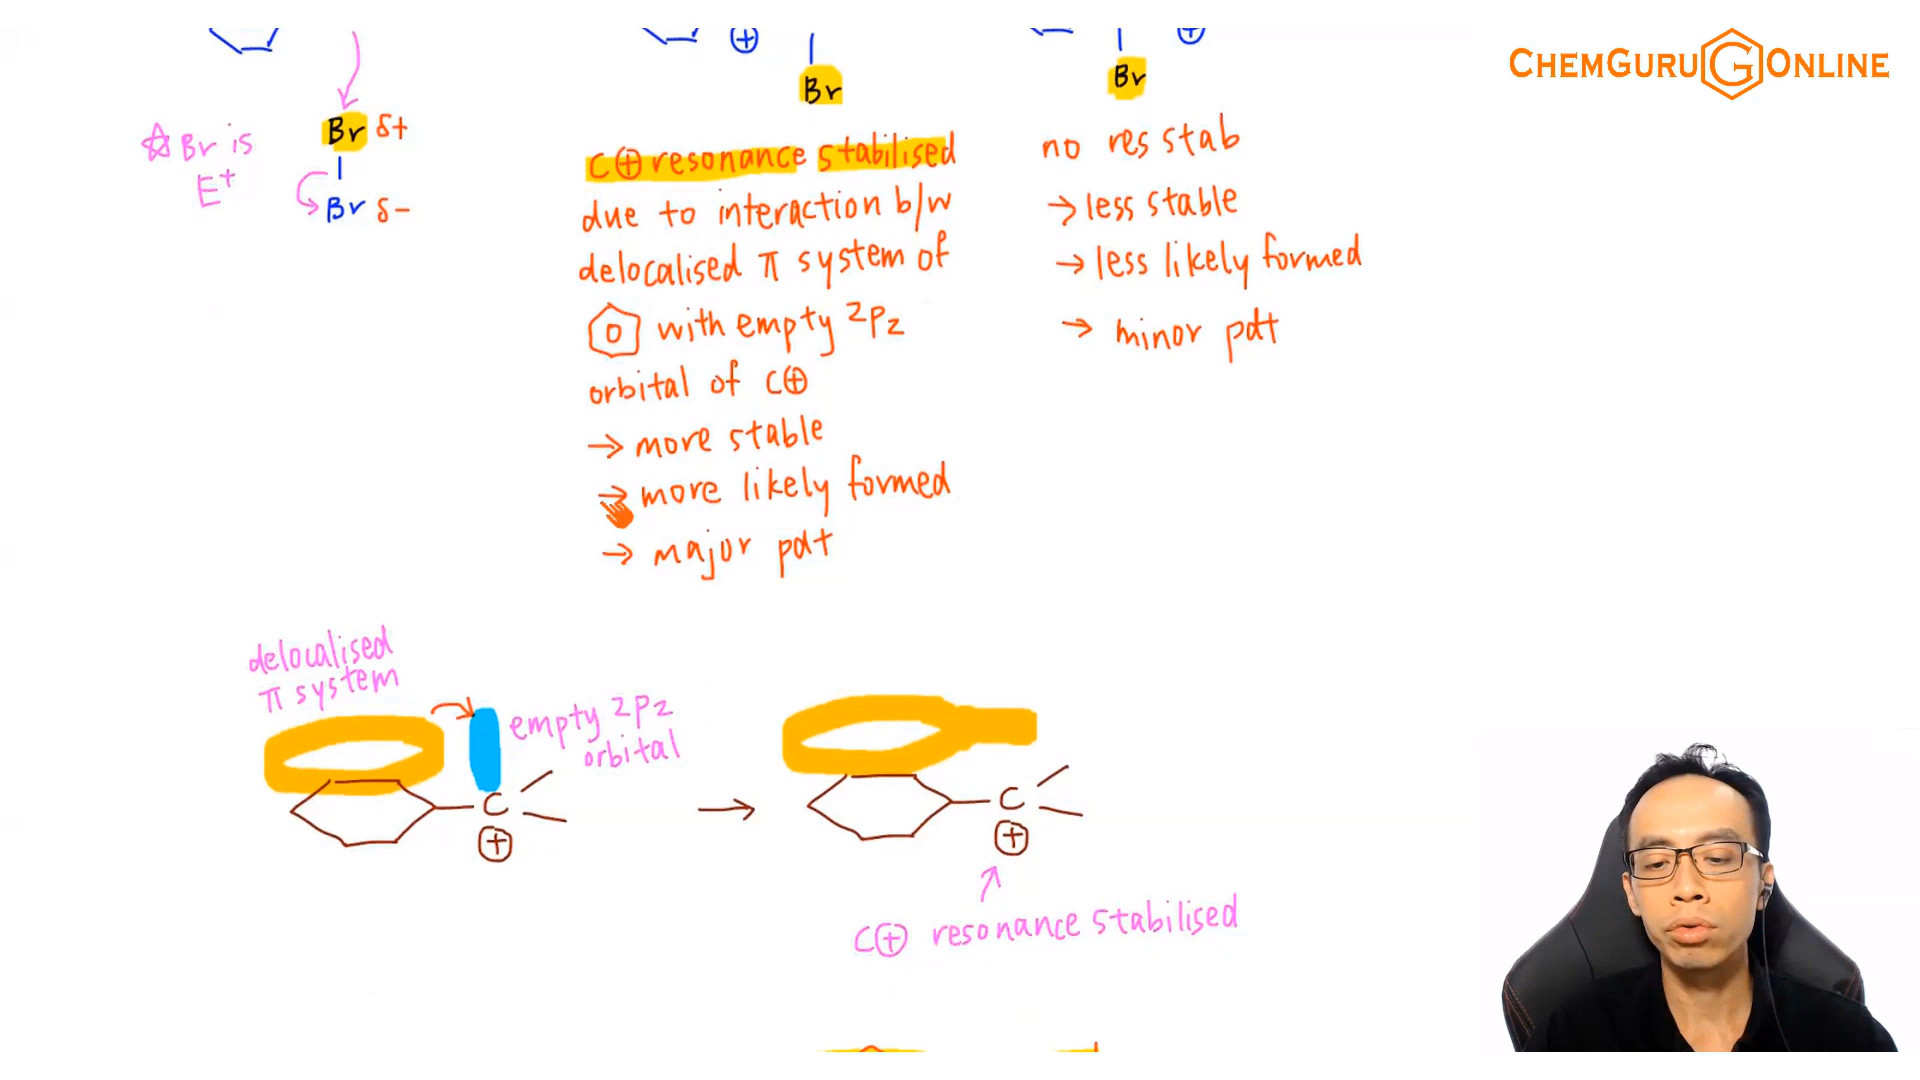 CHEMGURU G ONLINE
⊕
⊕
Br
Br
☆ Br is
E+
Br δ+
Br δ-
C⊕ resonance stabilised
due to interaction b/w
delocalised π system of
with empty 2pz
orbital of C⊕
→ more stable
→ more likely formed
→ major pdt
no res stab
→ less stable
→ less likely formed
→ minor pdt
delocalised
π system
empty 2pz
orbital
C
⊕
→
C
⊕
C⊕ resonance stabilised